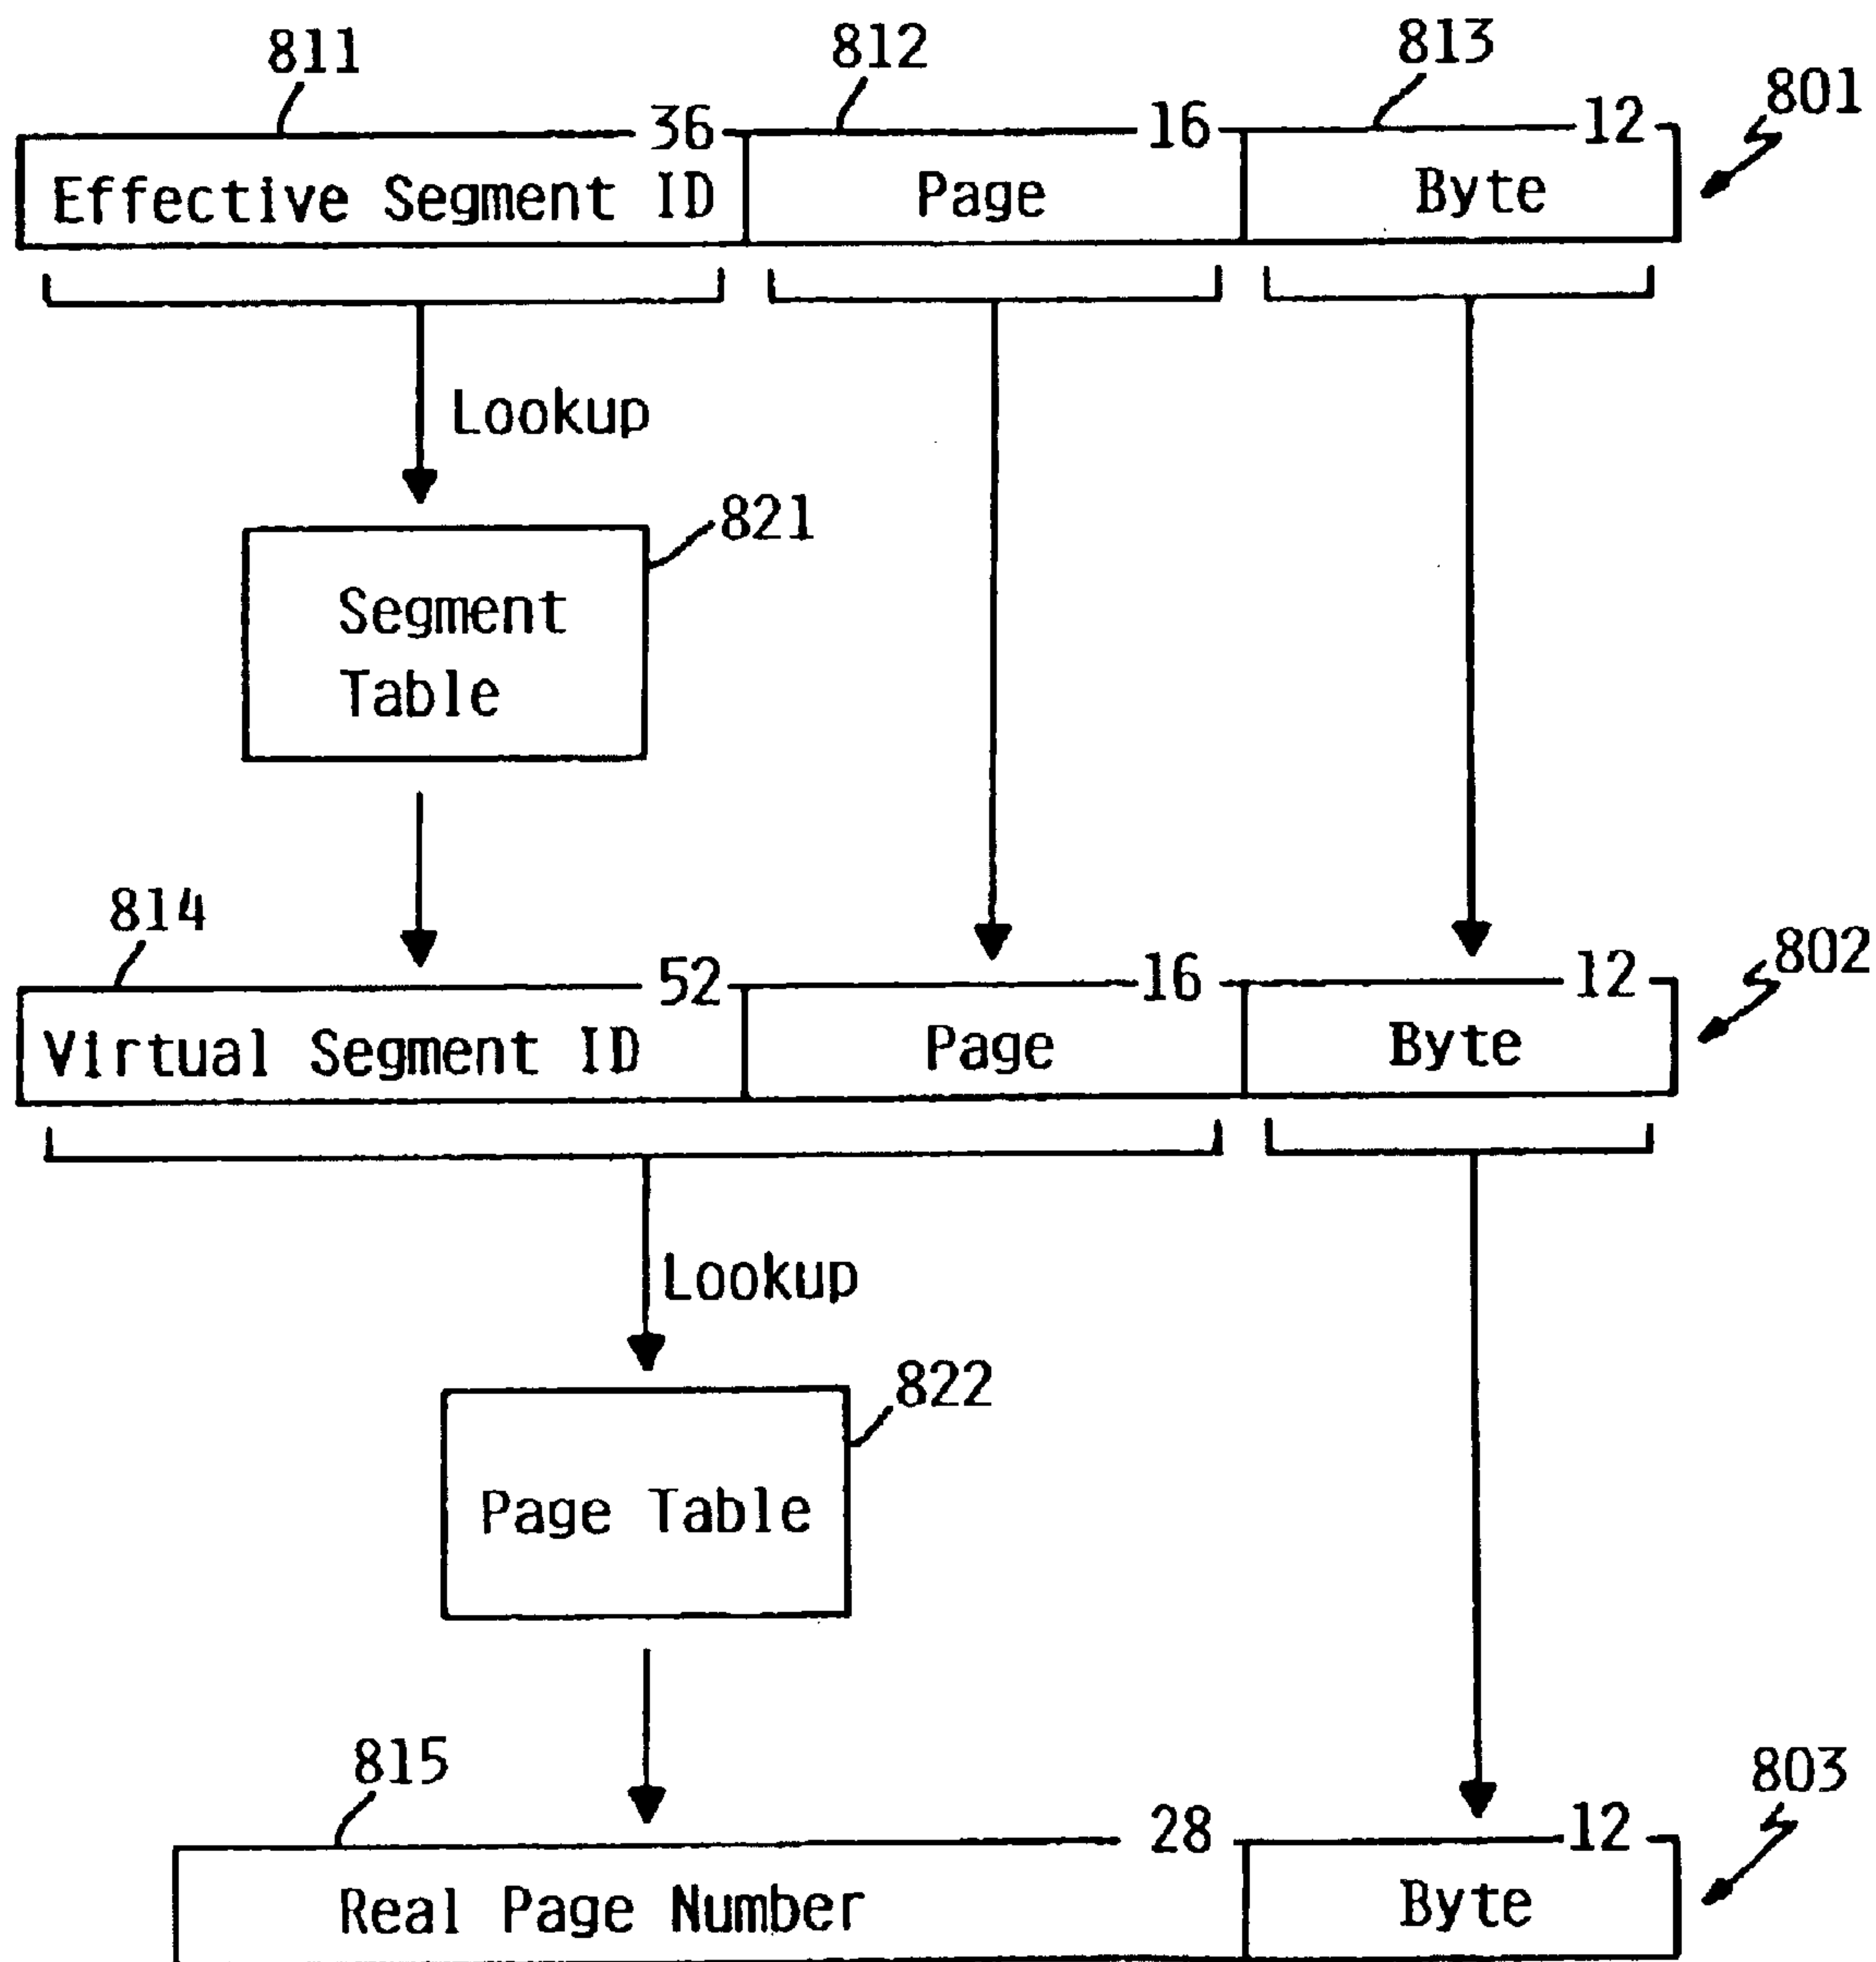 811 812 813
801
36 16 12
Effective Segment ID Page Byte
Lookup
821
Segment
Table
814
802
52 16 12
Virtual Segment ID Page Byte
Lookup
822
Page Table
815
803
28 12
Real Page Number Byte